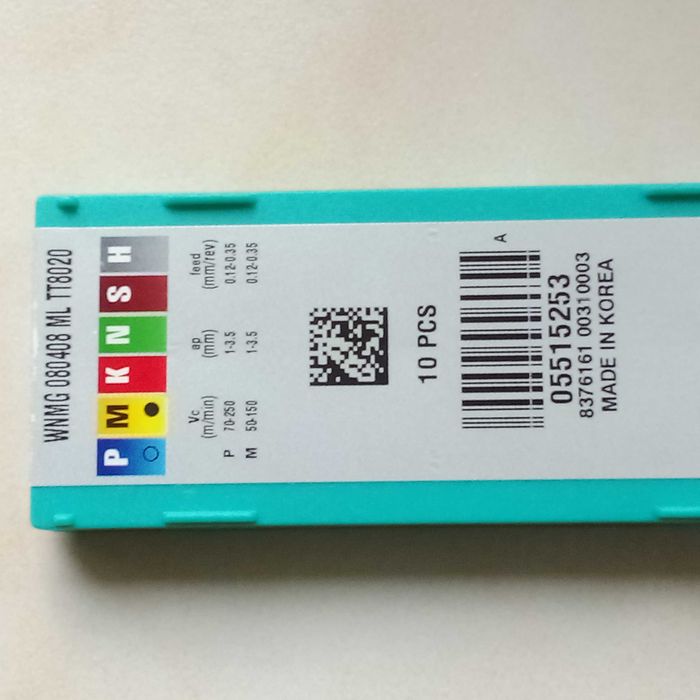 WNMG 080408 ML TT8020
P M K N S H
Vc (m/min) ap (mm) feed (mm/rev)
P 70-250 1-3.5 0.12-0.35
M 50-150 1-3.5 0.12-0.35
10 PCS
A
05515253
8376161 00310003
MADE IN KOREA